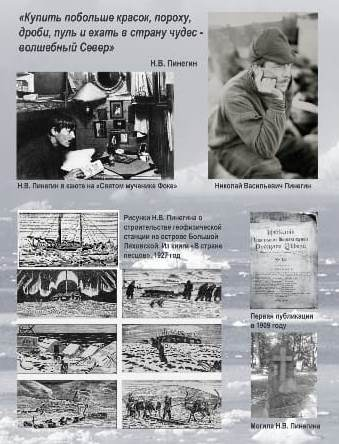 «Купить побольше красок, пороху,
дроби, пуль и ехать в страну чудес -
волшебный Север»
Н.В. Пинегин
Н.В. Пинегин в каюте на «Святом мученике Фоке»
Николай Васильевич Пинегин
Рисунки Н.В. Пинегина о
строительстве геофизической
станции на острове Большой
Ляховский. Из книги «В стране
песцов», 1927 год
Первая публикация
в 1909 году
Могила Н.В. Пинегина